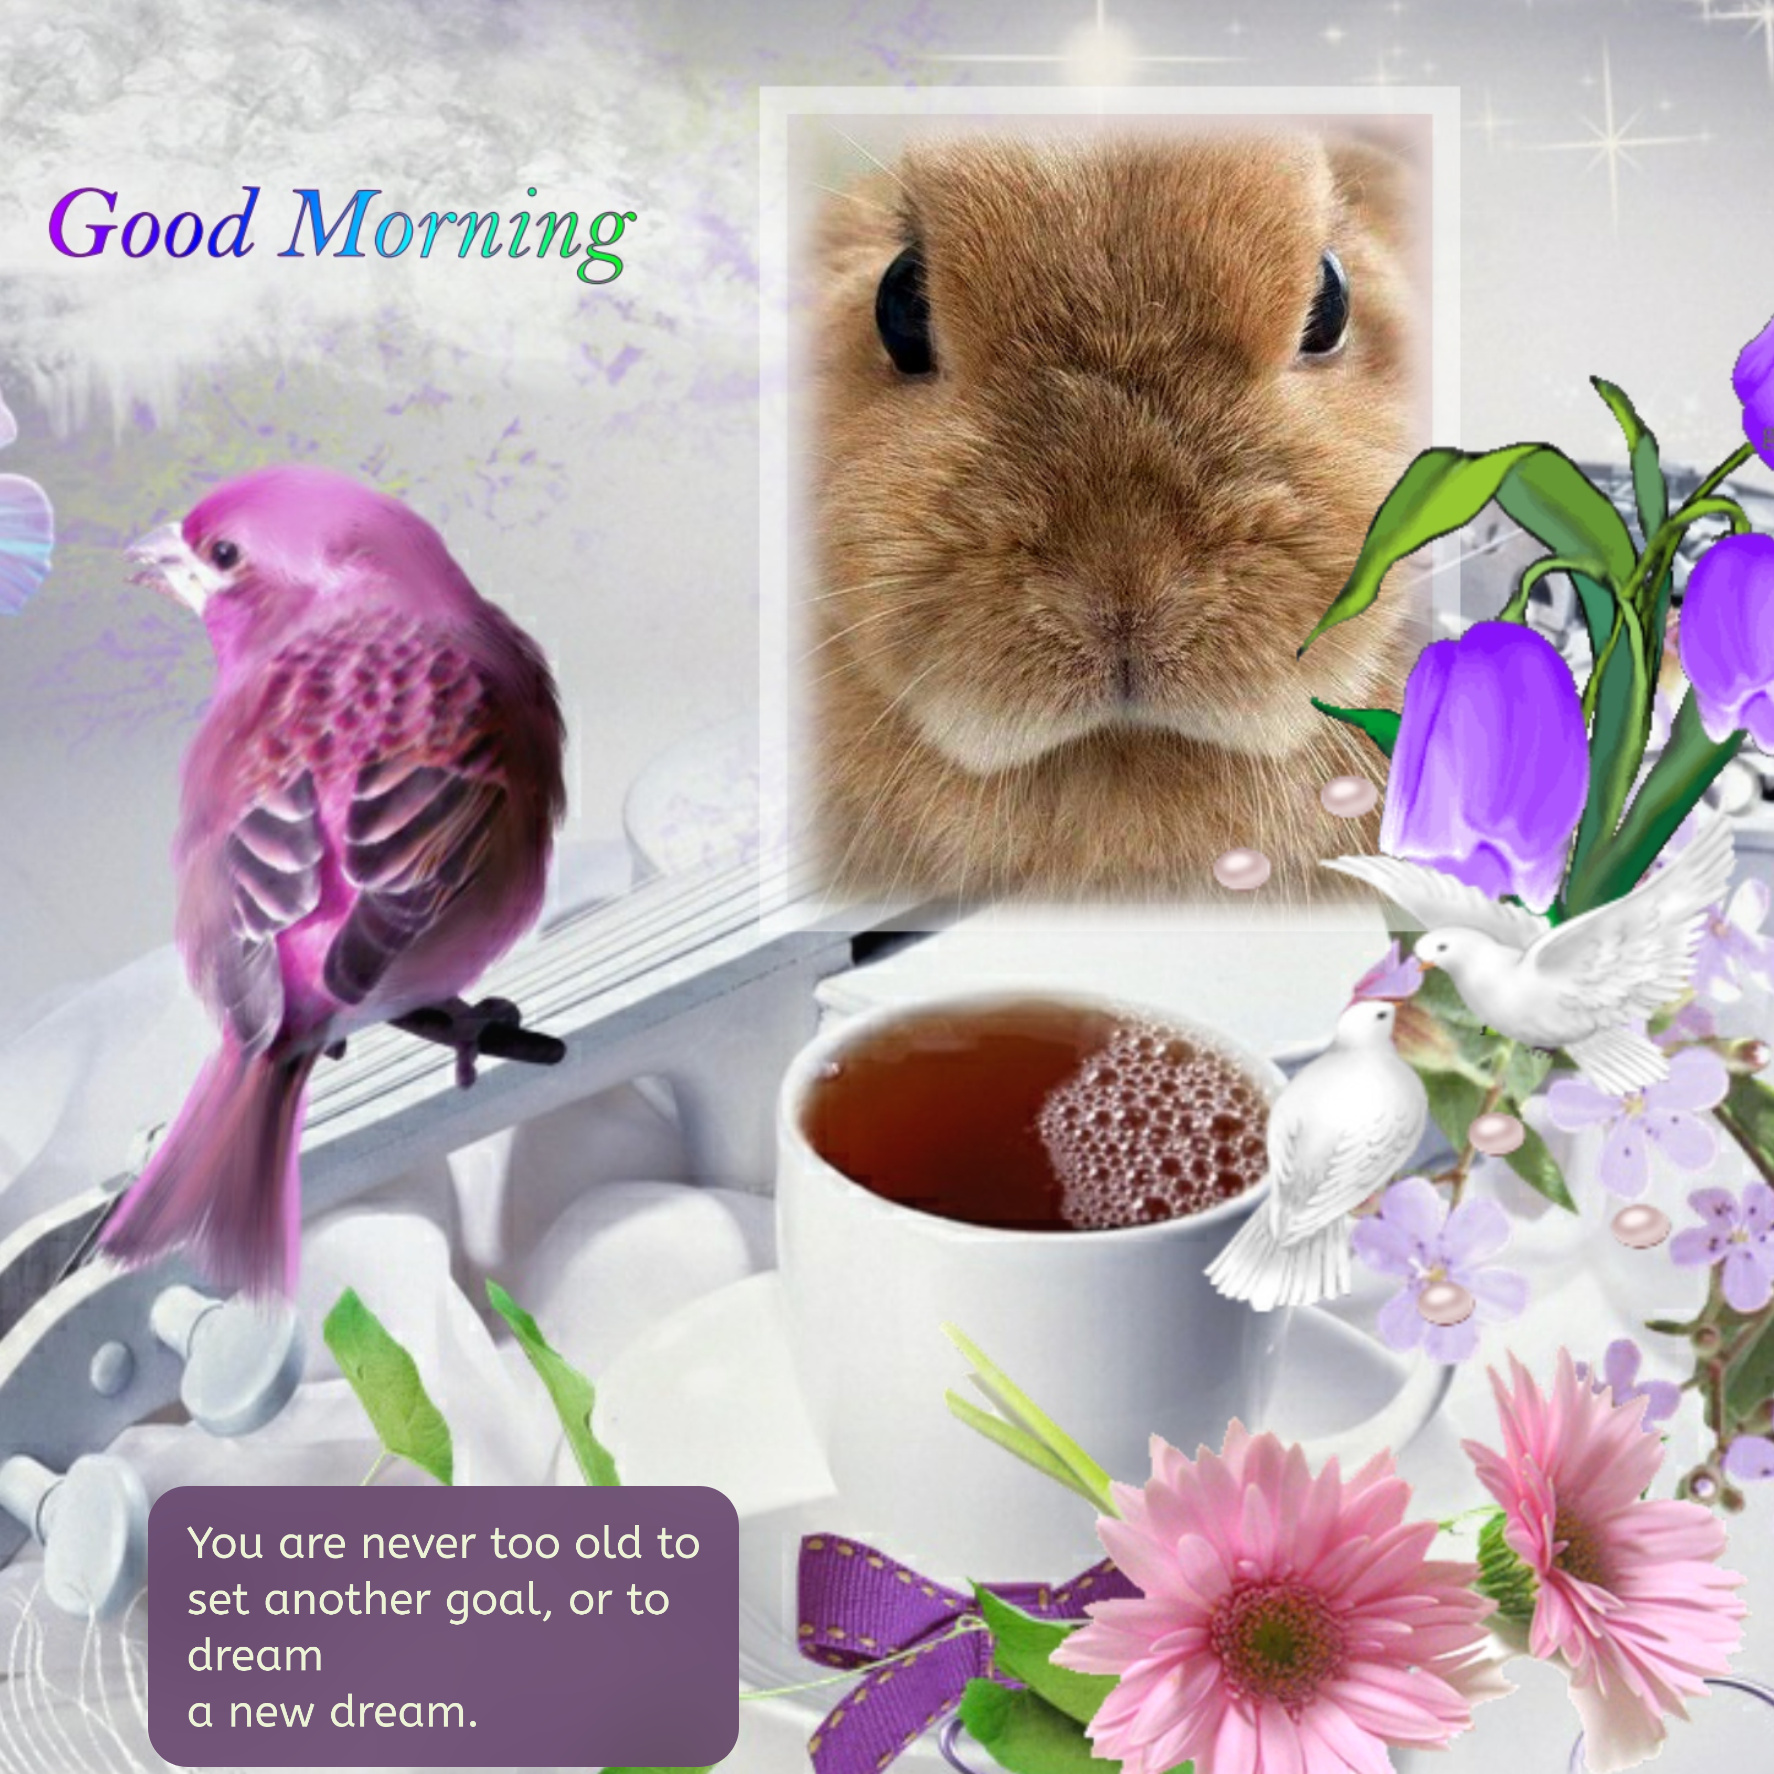 Good Morning
You are never too old to
set another goal, or to
dream
a new dream.